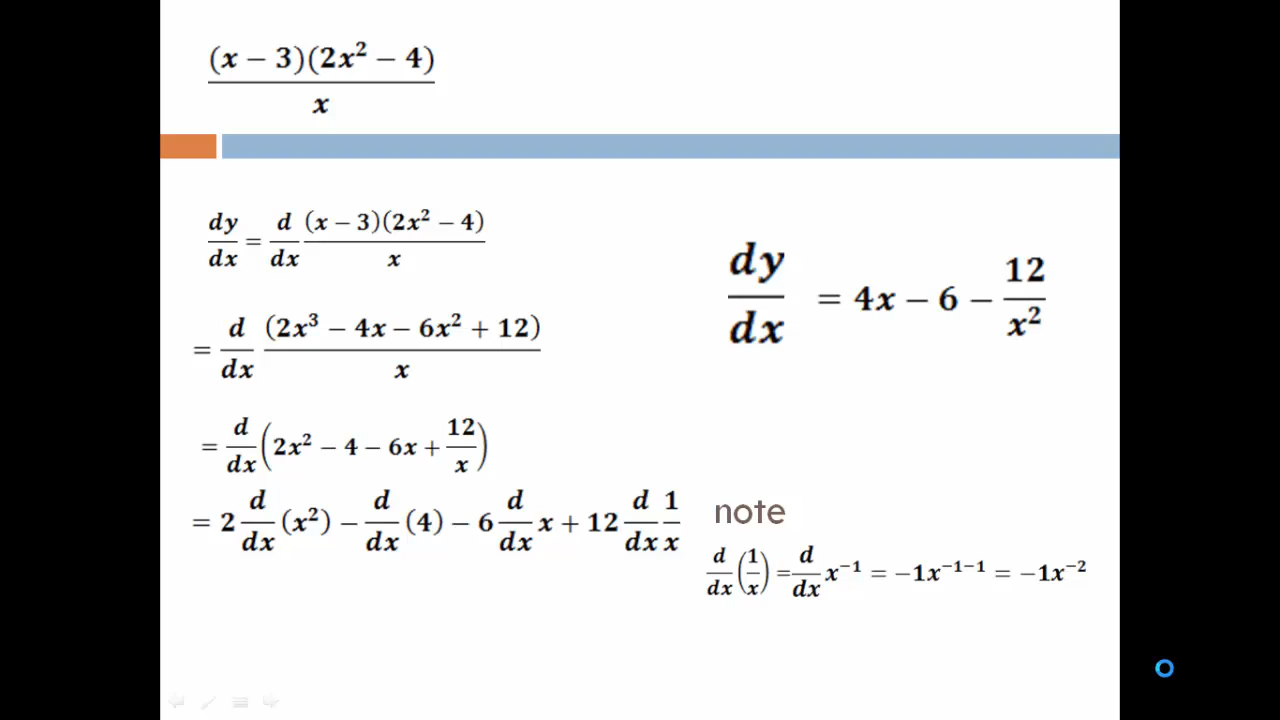 (x − 3)(2x² − 4)
x
dy/dx = d/dx (x − 3)(2x² − 4)/x
= d/dx (2x³ − 4x − 6x² + 12)/x
= d/dx (2x² − 4 − 6x + 12/x)
= 2 d/dx (x²) − d/dx (4) − 6 d/dx x + 12 d/dx 1/x
dy/dx = 4x − 6 − 12/x²
note
d/dx (1/x) = d/dx x⁻¹ = −1x⁻¹⁻¹ = −1x⁻²